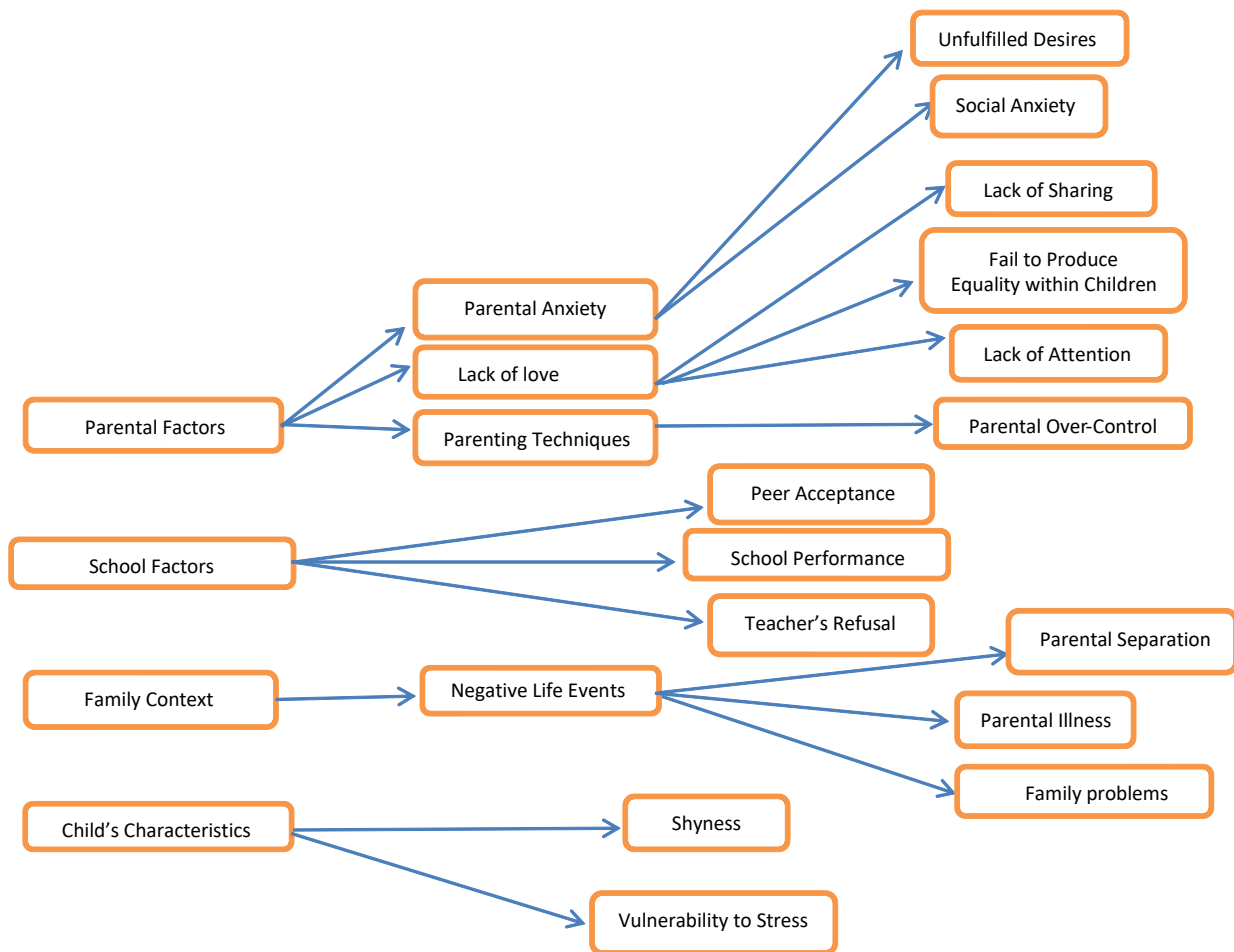 Unfulfilled Desires
Social Anxiety
Lack of Sharing
Fail to Produce
Equality within Children
Parental Anxiety
Lack of Attention
Lack of love
Parental Factors
Parenting Techniques
Parental Over-Control
Peer Acceptance
School Factors
School Performance
Teacher’s Refusal
Parental Separation
Family Context
Negative Life Events
Parental Illness
Family problems
Child’s Characteristics
Shyness
Vulnerability to Stress